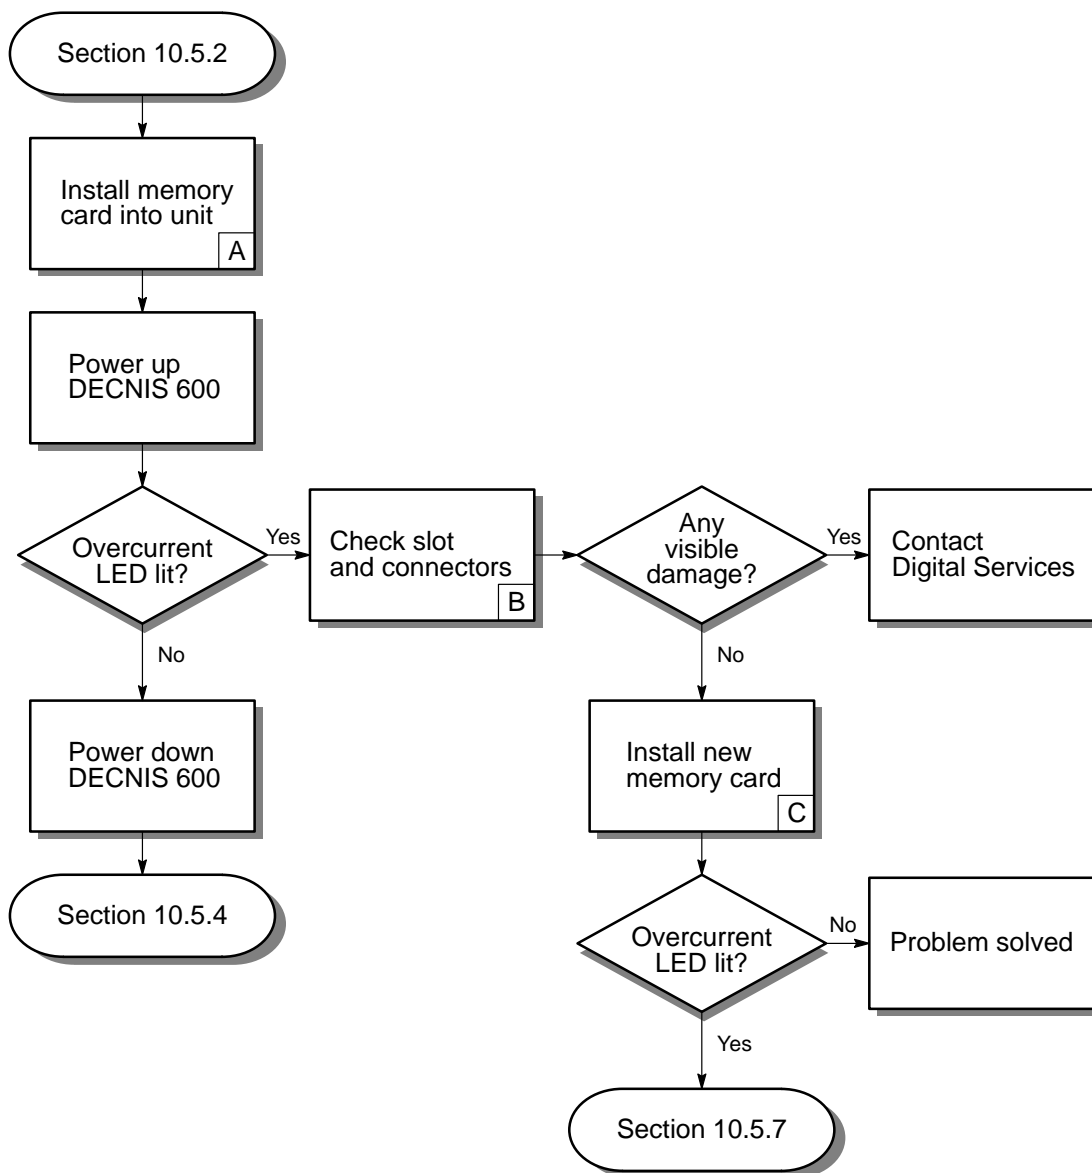 Section 10.5.2
Install memory
card into unit
A
Power up
DECNIS 600
Overcurrent
LED lit?
Yes
Check slot
and connectors
B
Any
visible
damage?
Yes
Contact
Digital Services
No
No
Power down
DECNIS 600
Install new
memory card
C
Section 10.5.4
Overcurrent
LED lit?
No
Problem solved
Yes
Section 10.5.7